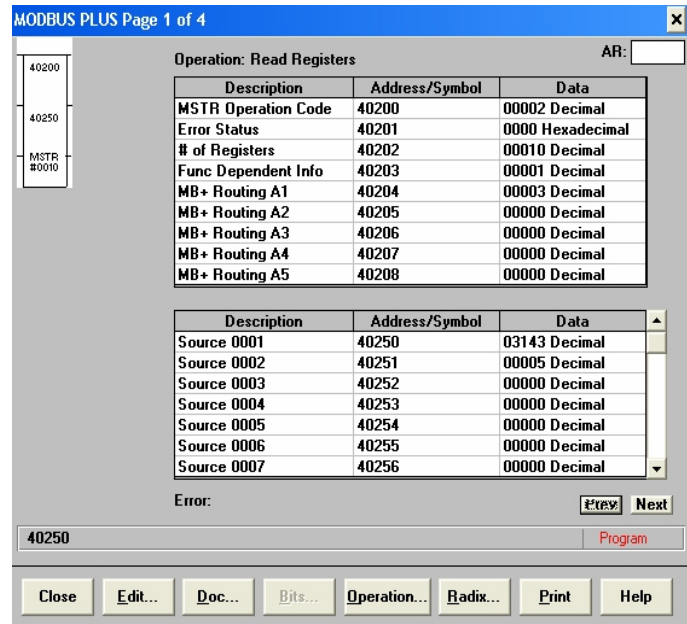 MODBUS PLUS Page 1 of 4
40200
40250
MSTR
#0010
Operation: Read Registers
AR:
Description Address/Symbol Data
MSTR Operation Code 40200 00002 Decimal
Error Status 40201 0000 Hexadecimal
# of Registers 40202 00010 Decimal
Func Dependent Info 40203 00001 Decimal
MB+ Routing A1 40204 00003 Decimal
MB+ Routing A2 40205 00000 Decimal
MB+ Routing A3 40206 00000 Decimal
MB+ Routing A4 40207 00000 Decimal
MB+ Routing A5 40208 00000 Decimal
Description Address/Symbol Data
Source 0001 40250 03143 Decimal
Source 0002 40251 00005 Decimal
Source 0003 40252 00000 Decimal
Source 0004 40253 00000 Decimal
Source 0005 40254 00000 Decimal
Source 0006 40255 00000 Decimal
Source 0007 40256 00000 Decimal
Error:
Prev Next
40250 Program
Close Edit... Doc... Bits... Operation... Radix... Print Help